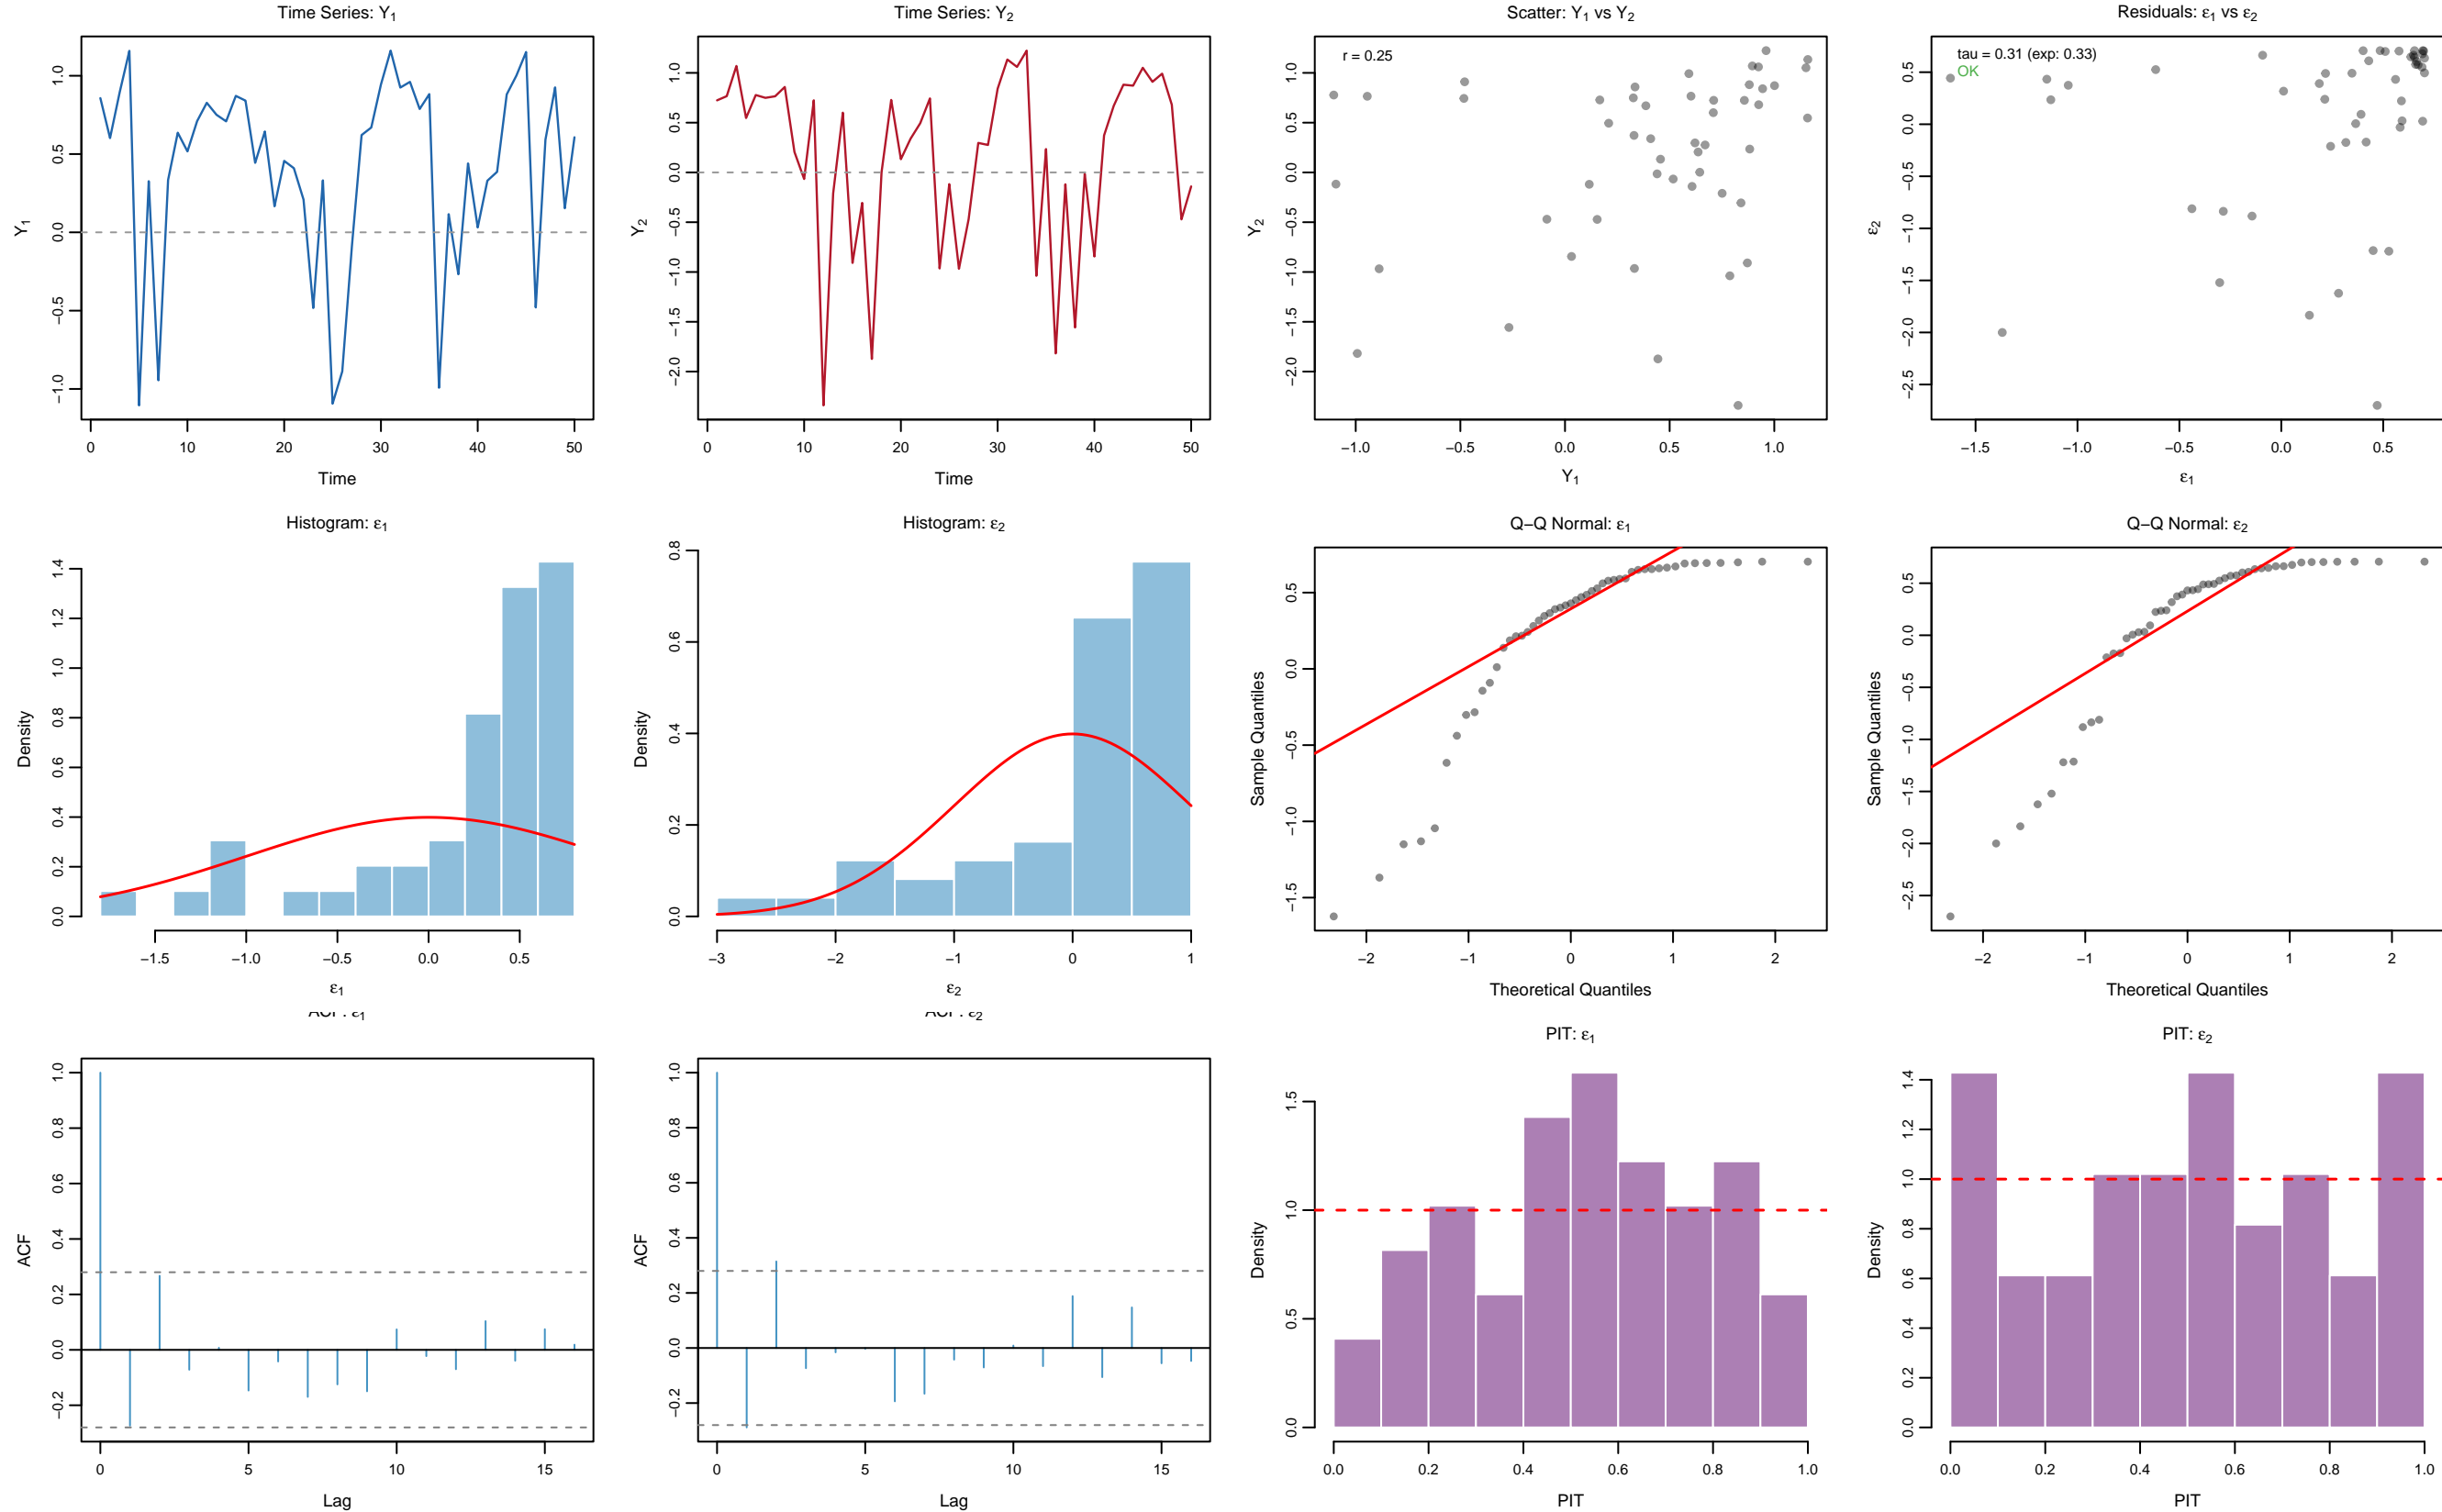 Time Series: Y1
Y1
−1.0 −0.5 0.0 0.5 1.0
0 10 20 30 40 50
Time
Time Series: Y2
Y2
−2.0 −1.5 −1.0 −0.5 0.0 0.5 1.0
0 10 20 30 40 50
Time
Scatter: Y1 vs Y2
r = 0.25
Y2
−2.0 −1.5 −1.0 −0.5 0.0 0.5 1.0
−1.0 −0.5 0.0 0.5 1.0
Y1
Residuals: ε1 vs ε2
tau = 0.31 (exp: 0.33)
OK
ε2
−2.5 −2.0 −1.5 −1.0 −0.5 0.0 0.5
−1.5 −1.0 −0.5 0.0 0.5
ε1
Histogram: ε1
Density
0.0 0.2 0.4 0.6 0.8 1.0 1.2 1.4
−1.5 −1.0 −0.5 0.0 0.5
ε1
Histogram: ε2
Density
0.0 0.2 0.4 0.6 0.8
−3 −2 −1 0 1
ε2
Q−Q Normal: ε1
Sample Quantiles
−1.5 −1.0 −0.5 0.0 0.5
−2 −1 0 1 2
Theoretical Quantiles
Q−Q Normal: ε2
Sample Quantiles
−2.5 −2.0 −1.5 −1.0 −0.5 0.0 0.5
−2 −1 0 1 2
Theoretical Quantiles
ACF: ε1
ACF
−0.2 0.0 0.2 0.4 0.6 0.8 1.0
0 5 10 15
Lag
ACF: ε2
ACF
−0.2 0.0 0.2 0.4 0.6 0.8 1.0
0 5 10 15
Lag
PIT: ε1
Density
0.0 0.5 1.0 1.5
0.0 0.2 0.4 0.6 0.8 1.0
PIT
PIT: ε2
Density
0.0 0.2 0.4 0.6 0.8 1.0 1.2 1.4
0.0 0.2 0.4 0.6 0.8 1.0
PIT